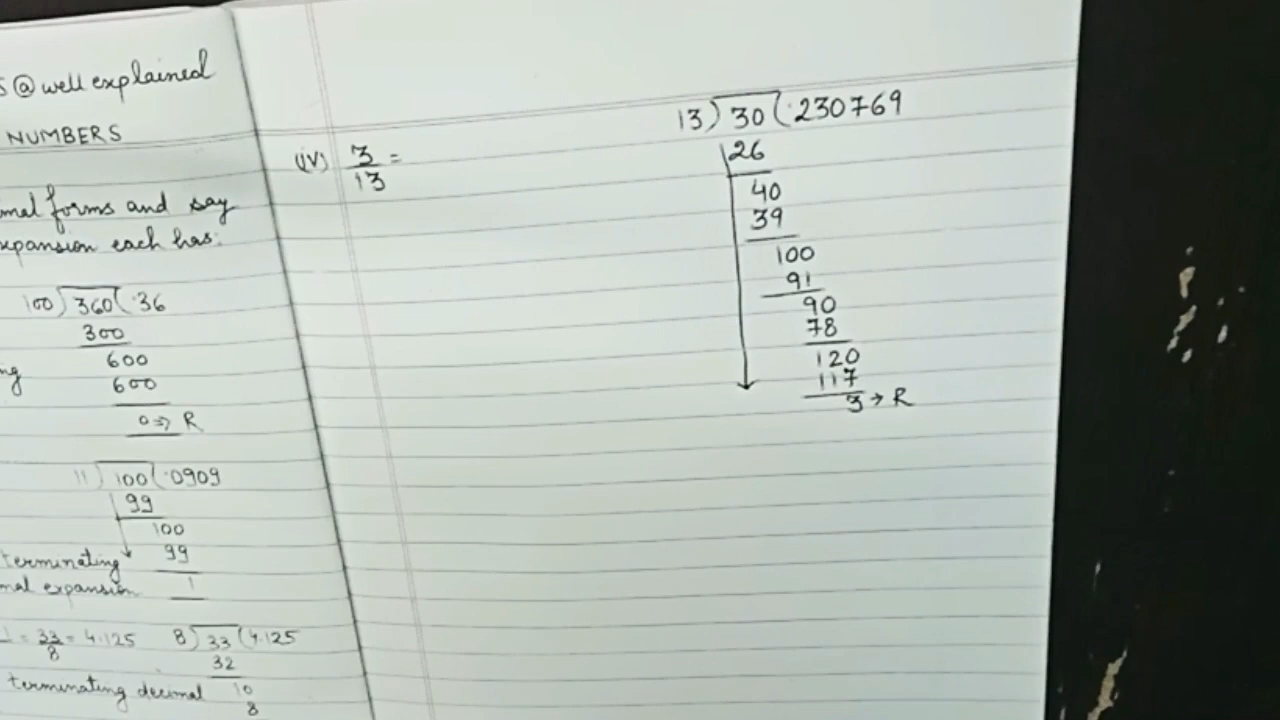 S @ well explained
NUMBERS
mal forms and say
xpansion each has:
100)360(.36
300
600
ng
600
0 ⇒ R
11)100(.0909
99
100
terminating 99
mal expansion 1
1 = 33/8 = 4.125 8)33(4.125
32
terminating decimal 10
8
(iv) 3/13 =
13)30(.230769
26
40
39
100
91
90
78
120
117
3 → R